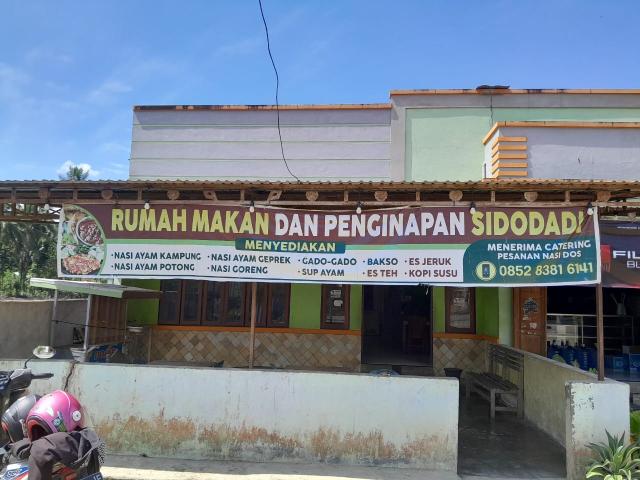 RUMAH MAKAN DAN PENGINAPAN SIDODADI
MENYEDIAKAN
•NASI AYAM KAMPUNG •NASI AYAM GEPREK •GADO-GADO •BAKSO •ES JERUK
•NASI AYAM POTONG •NASI GORENG SUP AYAM •ES TEH •KOPI SUSU
MENERIMA CATERING
PESANAN NASI DOS
0852 8381 6141